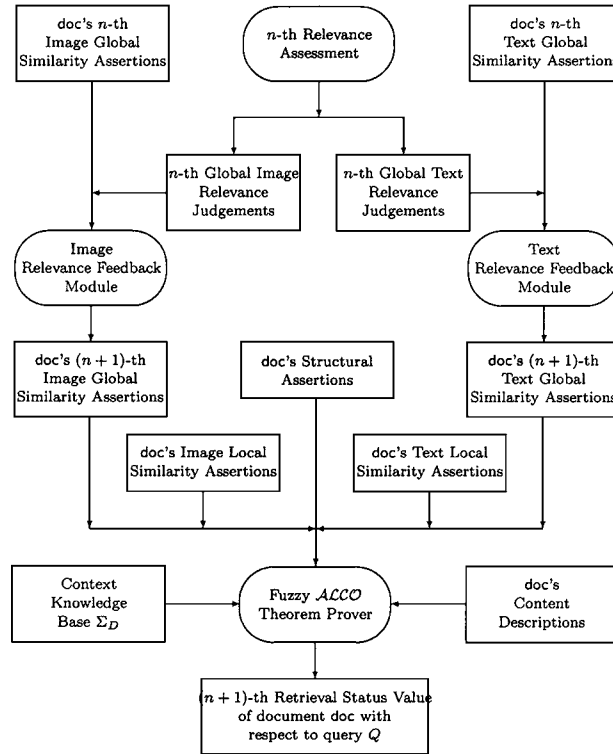 doc's n-th
Image Global
Similarity Assertions
n-th Relevance
Assessment
doc's n-th
Text Global
Similarity Assertions
n-th Global Image
Relevance
Judgements
n-th Global Text
Relevance
Judgements
Image
Relevance Feedback
Module
Text
Relevance Feedback
Module
doc's (n + 1)-th
Image Global
Similarity Assertions
doc's Structural
Assertions
doc's (n + 1)-th
Text Global
Similarity Assertions
doc's Image Local
Similarity Assertions
doc's Text Local
Similarity Assertions
Context
Knowledge
Base Σ_D
Fuzzy ALCO
Theorem Prover
doc's
Content
Descriptions
(n + 1)-th Retrieval Status Value
of document doc with
respect to query Q